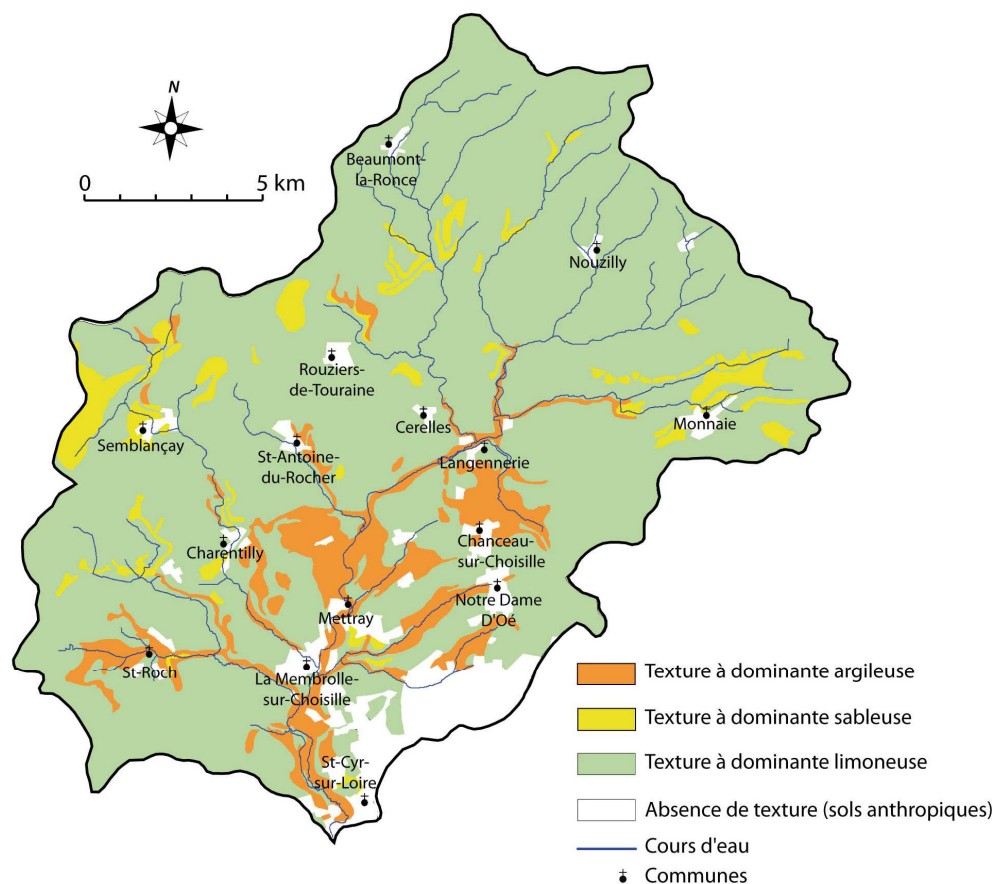 N
0 5 km
Beaumont-
la-Ronce
Nouzilly
Rouziers-
de-Touraine
Cerelles
Monnaie
Semblançay
St-Antoine-
du-Rocher
Langennerie
Charentilly
Chanceau-
sur-Choisille
Mettray
Notre Dame
D'Oé
St-Roch
La Membrolle-
sur-Choisille
St-Cyr-
sur-Loire
Texture à dominante argileuse
Texture à dominante sableuse
Texture à dominante limoneuse
Absence de texture (sols anthropiques)
Cours d'eau
Communes